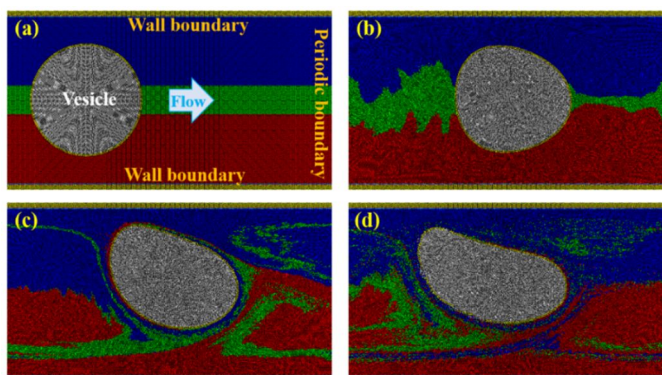 (a)
Wall boundary
Vesicle
Flow
Periodic boundary
Wall boundary
(b)
(c)
(d)